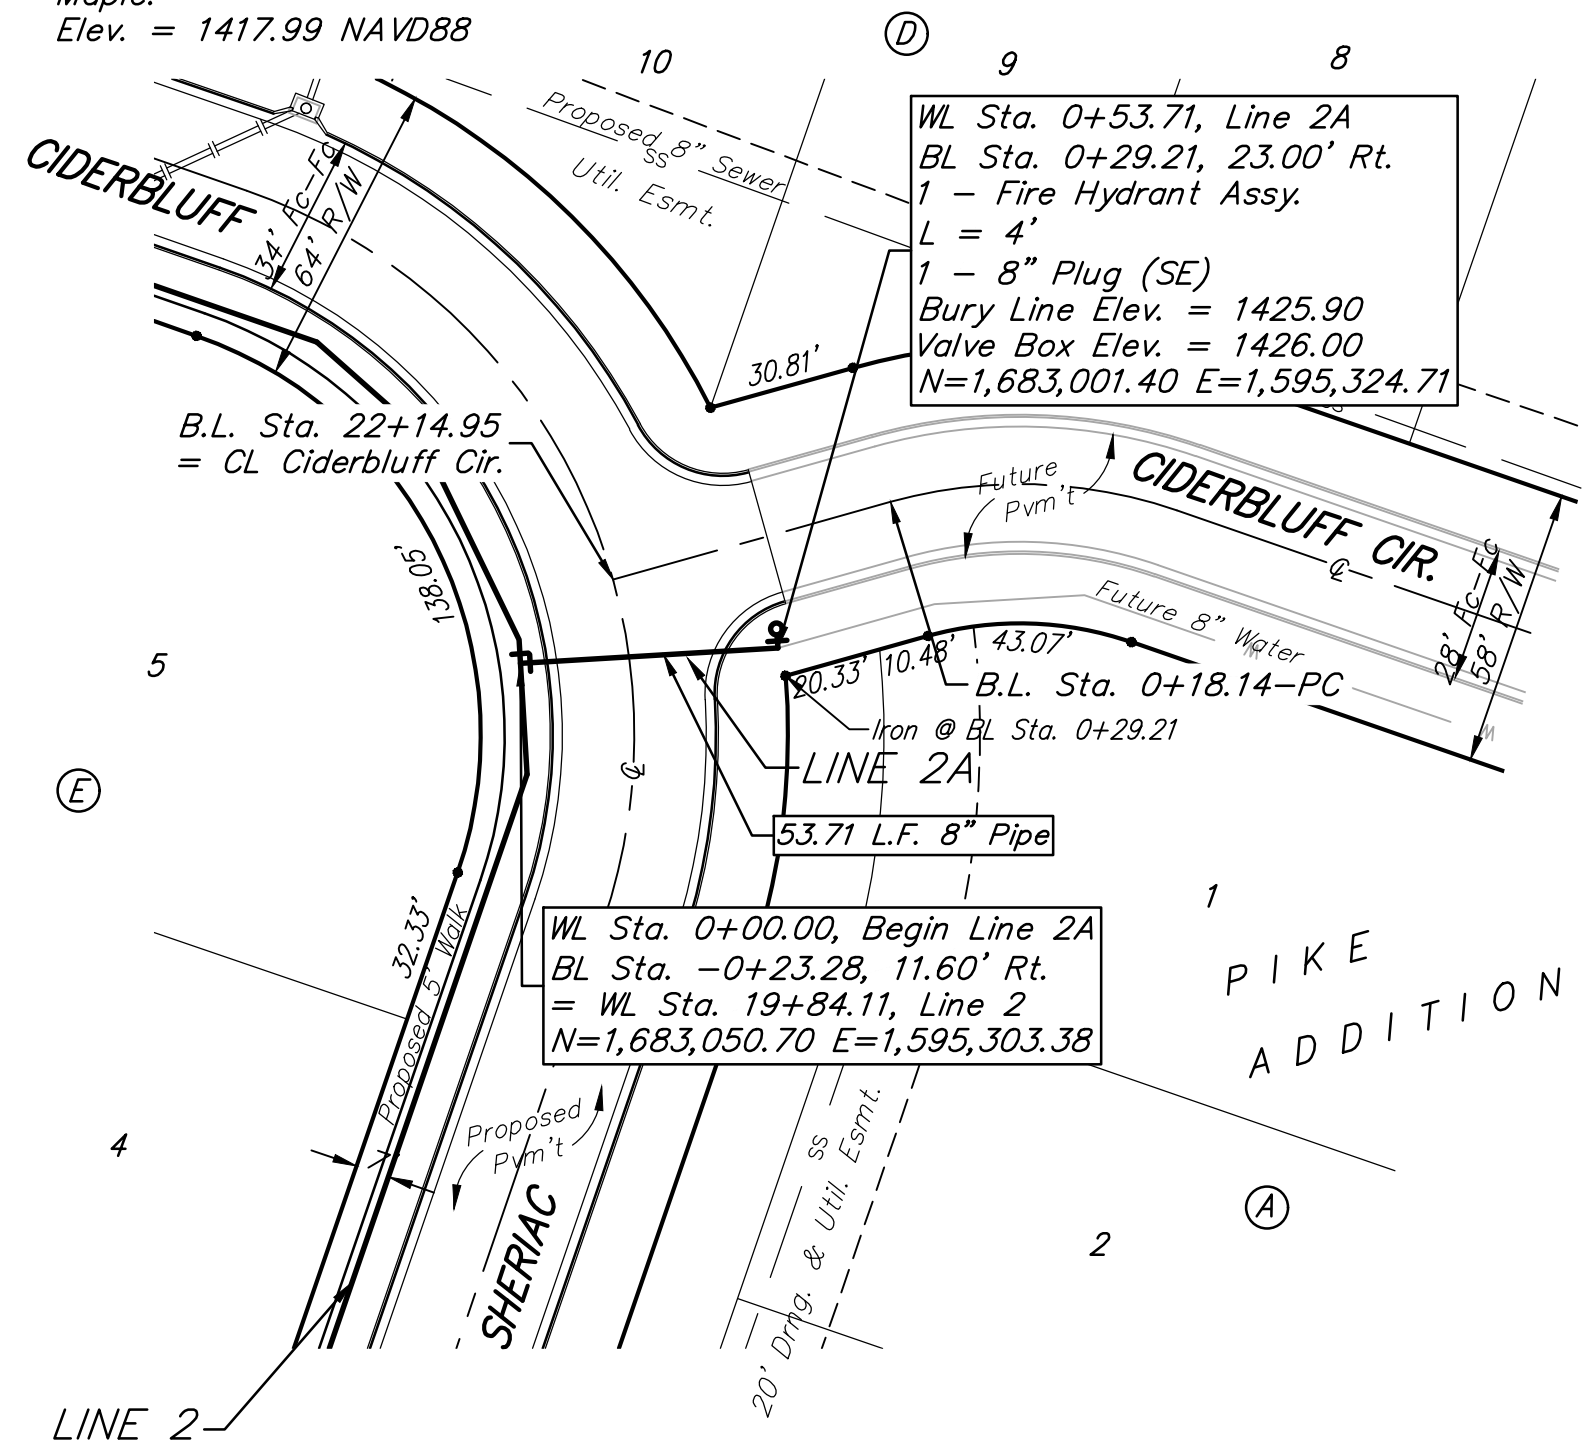 Elev. = 1417.99 NAVD88
D
10
9
8
Proposed 8" Sewer
SS
Util. Esmt.
WL Sta. 0+53.71, Line 2A
BL Sta. 0+29.21, 23.00' Rt.
1 - Fire Hydrant Assy.
L = 4'
1 - 8" Plug (SE)
Bury Line Elev. = 1425.90
Valve Box Elev. = 1426.00
N=1,683,001.40 E=1,595,324.71
CIDERBLUFF
34' Fc-Fc
64' R/W
30.81'
B.L. Sta. 22+14.95
= CL Ciderbluff Cir.
Future
Pvm't
CIDERBLUFF CIR.
℄
28' Fc-Fc
58' R/W
138.05'
Future 8" Water
W
W
5
20.33'
10.48'
43.07'
B.L. Sta. 0+18.14-PC
Iron @ BL Sta. 0+29.21
LINE 2A
℄
E
53.71 L.F. 8" Pipe
1
32.33'
Proposed 5' Walk
WL Sta. 0+00.00, Begin Line 2A
BL Sta. -0+23.28, 11.60' Rt.
= WL Sta. 19+84.11, Line 2
N=1,683,050.70 E=1,595,303.38
PIKE
ADDITION
4
Proposed
Pvm't
SS
20' Drng. & Util. Esmt.
A
2
SHERIAC
LINE 2